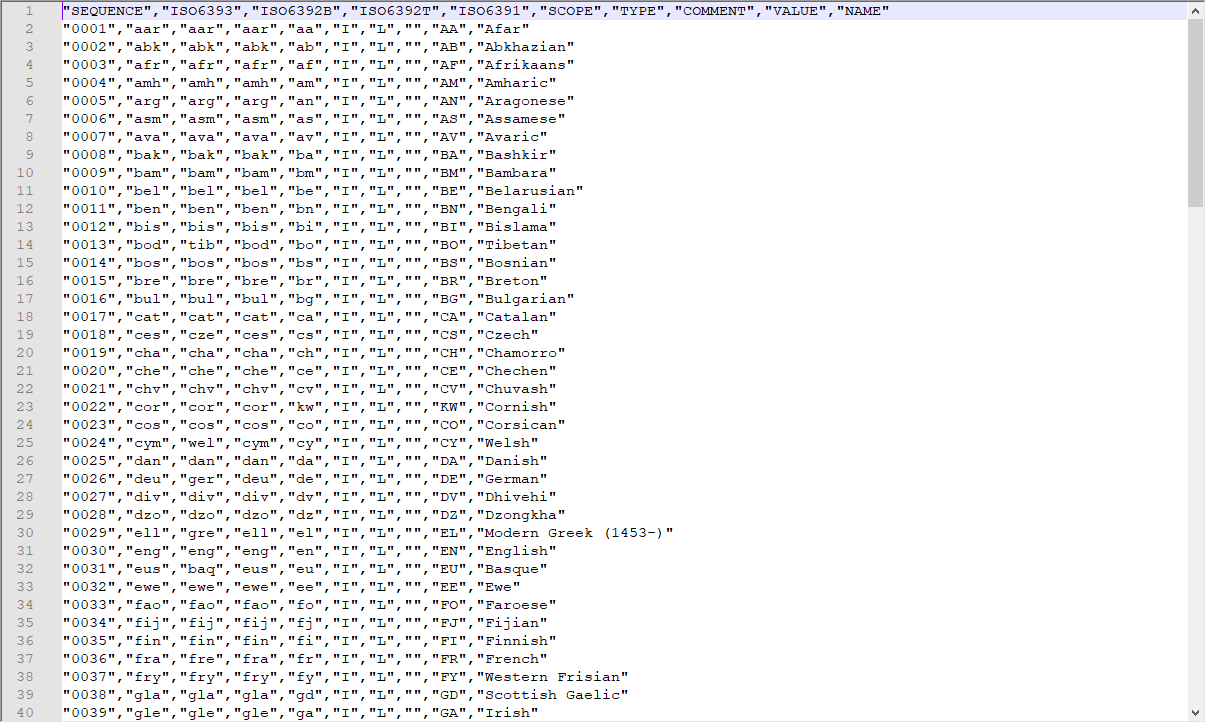 1 "SEQUENCE","ISO6393","ISO6392B","ISO6392T","ISO6391","SCOPE","TYPE","COMMENT","VALUE","NAME"
2 "0001","aar","aar","aar","aa","I","L","","AA","Afar"
3 "0002","abk","abk","abk","ab","I","L","","AB","Abkhazian"
4 "0003","afr","afr","afr","af","I","L","","AF","Afrikaans"
5 "0004","amh","amh","amh","am","I","L","","AM","Amharic"
6 "0005","arg","arg","arg","an","I","L","","AN","Aragonese"
7 "0006","asm","asm","asm","as","I","L","","AS","Assamese"
8 "0007","ava","ava","ava","av","I","L","","AV","Avaric"
9 "0008","bak","bak","bak","ba","I","L","","BA","Bashkir"
10 "0009","bam","bam","bam","bm","I","L","","BM","Bambara"
11 "0010","bel","bel","bel","be","I","L","","BE","Belarusian"
12 "0011","ben","ben","ben","bn","I","L","","BN","Bengali"
13 "0012","bis","bis","bis","bi","I","L","","BI","Bislama"
14 "0013","bod","tib","bod","bo","I","L","","BO","Tibetan"
15 "0014","bos","bos","bos","bs","I","L","","BS","Bosnian"
16 "0015","bre","bre","bre","br","I","L","","BR","Breton"
17 "0016","bul","bul","bul","bg","I","L","","BG","Bulgarian"
18 "0017","cat","cat","cat","ca","I","L","","CA","Catalan"
19 "0018","ces","cze","ces","cs","I","L","","CS","Czech"
20 "0019","cha","cha","cha","ch","I","L","","CH","Chamorro"
21 "0020","che","che","che","ce","I","L","","CE","Chechen"
22 "0021","chv","chv","chv","cv","I","L","","CV","Chuvash"
23 "0022","cor","cor","cor","kw","I","L","","KW","Cornish"
24 "0023","cos","cos","cos","co","I","L","","CO","Corsican"
25 "0024","cym","wel","cym","cy","I","L","","CY","Welsh"
26 "0025","dan","dan","dan","da","I","L","","DA","Danish"
27 "0026","deu","ger","deu","de","I","L","","DE","German"
28 "0027","div","div","div","dv","I","L","","DV","Dhivehi"
29 "0028","dzo","dzo","dzo","dz","I","L","","DZ","Dzongkha"
30 "0029","ell","gre","ell","el","I","L","","EL","Modern Greek (1453-)"
31 "0030","eng","eng","eng","en","I","L","","EN","English"
32 "0031","eus","baq","eus","eu","I","L","","EU","Basque"
33 "0032","ewe","ewe","ewe","ee","I","L","","EE","Ewe"
34 "0033","fao","fao","fao","fo","I","L","","FO","Faroese"
35 "0034","fij","fij","fij","fj","I","L","","FJ","Fijian"
36 "0035","fin","fin","fin","fi","I","L","","FI","Finnish"
37 "0036","fra","fre","fra","fr","I","L","","FR","French"
38 "0037","fry","fry","fry","fy","I","L","","FY","Western Frisian"
39 "0038","gla","gla","gla","gd","I","L","","GD","Scottish Gaelic"
40 "0039","gle","gle","gle","ga","I","L","","GA","Irish"